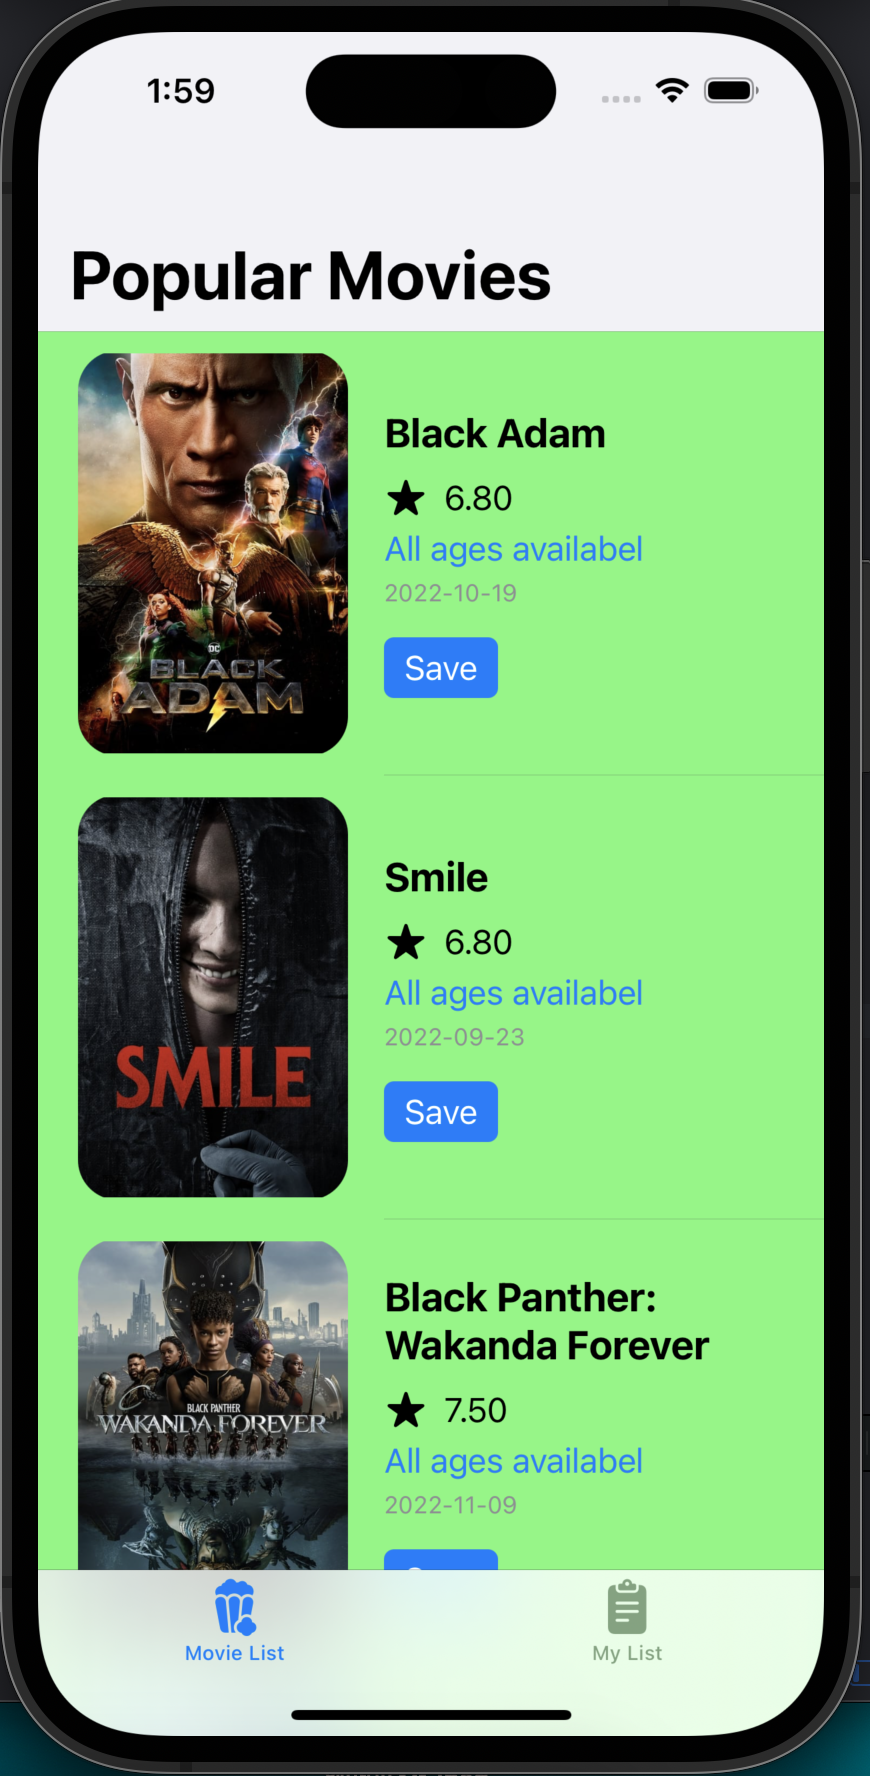 1:59
Popular Movies
Black Adam
6.80
All ages availabel
2022-10-19
Save
DC
BLACK
ADAM
Smile
6.80
All ages availabel
2022-09-23
Save
SMILE
Black Panther:
Wakanda Forever
7.50
All ages availabel
2022-11-09
BLACK PANTHER
WAKANDA FOREVER
Movie List
My List